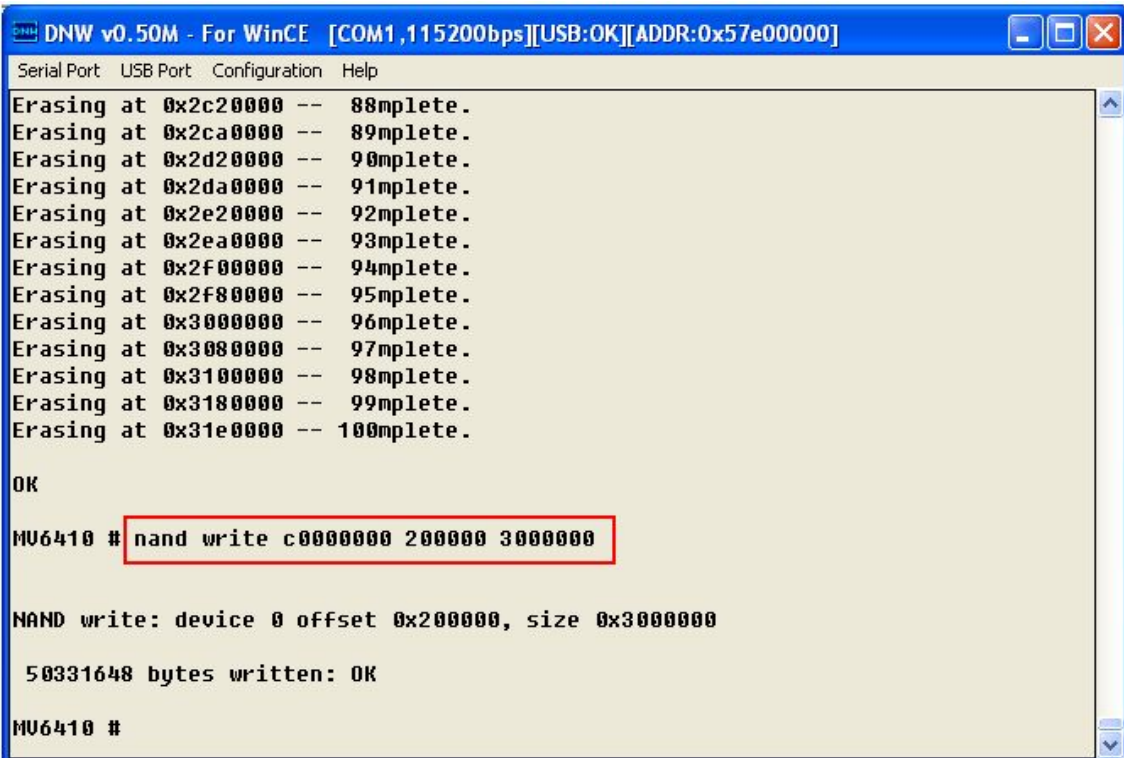 DNW v0.50M - For WinCE [COM1,115200bps][USB:OK][ADDR:0x57e00000]
Serial Port USB Port Configuration Help
Erasing at 0x2c20000 -- 88mplete.
Erasing at 0x2ca0000 -- 89mplete.
Erasing at 0x2d20000 -- 90mplete.
Erasing at 0x2da0000 -- 91mplete.
Erasing at 0x2e20000 -- 92mplete.
Erasing at 0x2ea0000 -- 93mplete.
Erasing at 0x2f00000 -- 94mplete.
Erasing at 0x2f80000 -- 95mplete.
Erasing at 0x3000000 -- 96mplete.
Erasing at 0x3080000 -- 97mplete.
Erasing at 0x3100000 -- 98mplete.
Erasing at 0x3180000 -- 99mplete.
Erasing at 0x31e0000 -- 100mplete.
OK
MV6410 # nand write c0000000 200000 3000000
NAND write: device 0 offset 0x200000, size 0x3000000
50331648 bytes written: OK
MV6410 #